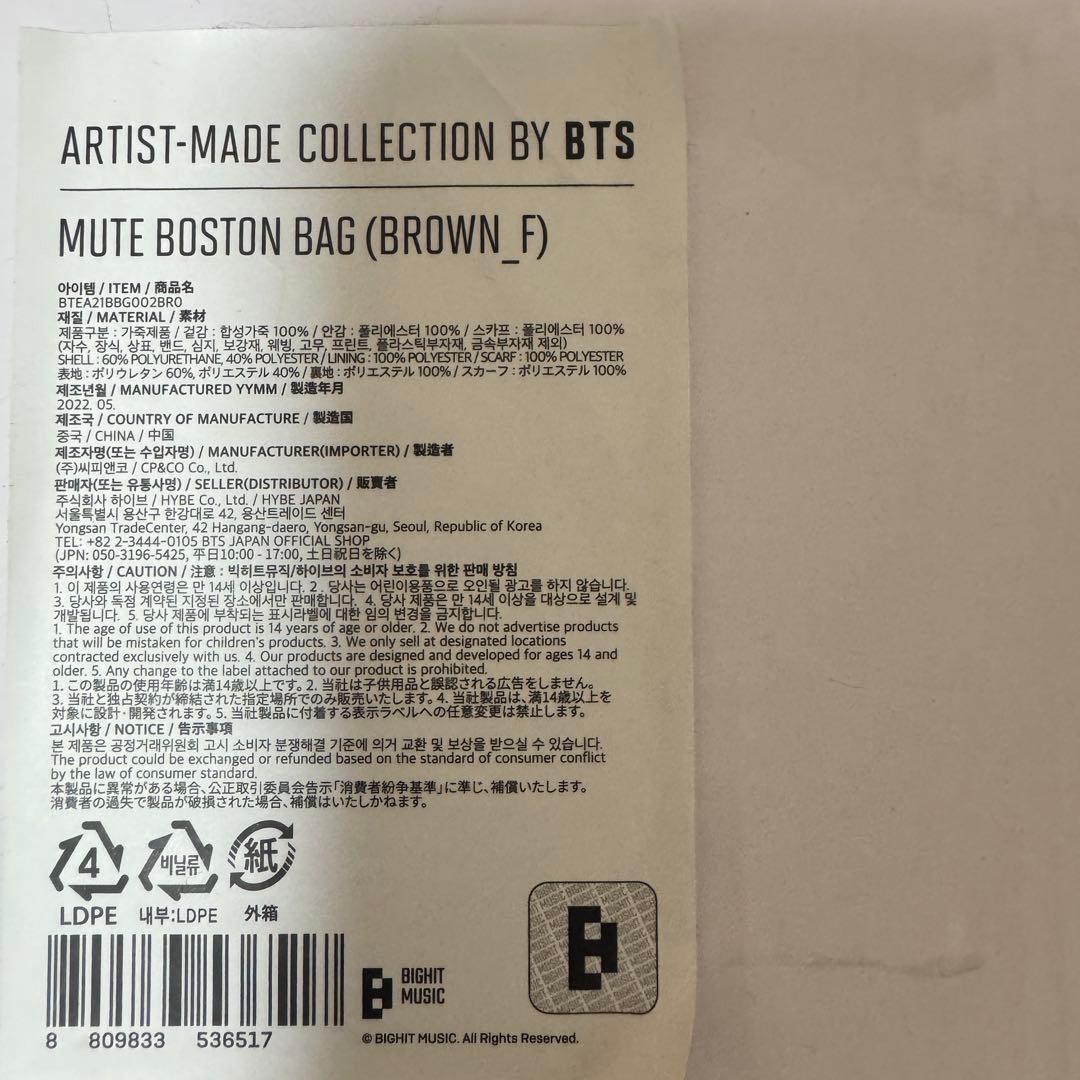 ARTIST-MADE COLLECTION BY BTS
MUTE BOSTON BAG (BROWN_F)
아이템 / ITEM / 商品名
BTEA21BBG002BR0
재질 / MATERIAL / 素材
제품구분 : 가죽제품 / 겉감 : 합성가죽 100% / 안감 : 폴리에스터 100% / 스카프 : 폴리에스터 100%
(자수, 장식, 상표, 밴드, 심지, 보강재, 웨빙, 고무, 프린트, 플라스틱부자재, 금속부자재 제외)
SHELL : 60% POLYURETHANE, 40% POLYESTER / LINING : 100% POLYESTER / SCARF : 100% POLYESTER
表地 : ポリウレタン 60%, ポリエステル 40% / 裏地 : ポリエステル 100% / スカーフ : ポリエステル 100%
제조년월 / MANUFACTURED YYMM / 製造年月
2022. 05.
제조국 / COUNTRY OF MANUFACTURE / 製造国
중국 / CHINA / 中国
제조자명(또는 수입자명) / MANUFACTURER(IMPORTER) / 製造者
(주)씨피앤코 / CP&CO Co., Ltd.
판매자(또는 유통사명) / SELLER(DISTRIBUTOR) / 販賣者
주식회사 하이브 / HYBE Co., Ltd. / HYBE JAPAN
서울특별시 용산구 한강대로 42, 용산트레이드 센터
Yongsan TradeCenter, 42 Hangang-daero, Yongsan-gu, Seoul, Republic of Korea
TEL: +82 2-3444-0105 BTS JAPAN OFFICIAL SHOP
(JPN: 050-3196-5425, 平日10:00 - 17:00, 土日祝日を除く)
주의사항 / CAUTION / 注意 : 빅히트뮤직/하이브의 소비자 보호를 위한 판매 방침
1. 이 제품의 사용연령은 만 14세 이상입니다. 2. 당사는 어린이용품으로 오인될 광고를 하지 않습니다.
3. 당사와 독점 계약된 지정된 장소에서만 판매합니다. 4. 당사 제품은 만 14세 이상을 대상으로 설계 및
개발됩니다. 5. 당사 제품에 부착되는 표시라벨에 대한 임의 변경을 금지합니다.
1. The age of use of this product is 14 years of age or older. 2. We do not advertise products
that will be mistaken for children's products. 3. We only sell at designated locations
contracted exclusively with us. 4. Our products are designed and developed for ages 14 and
older. 5. Any change to the label attached to our product is prohibited.
1. この製品の使用年齢は満14歳以上です。2. 当社は子供用品と誤認される広告をしません。
3. 当社と独占契約が締結された指定場所でのみ販売いたします。4. 当社製品は、満14歳以上を
対象に設計·開発されます。5. 当社製品に付着する表示ラベルへの任意変更は禁止します。
고시사항 / NOTICE / 告示事項
본 제품은 공정거래위원회 고시 소비자 분쟁해결 기준에 의거 교환 및 보상을 받으실 수 있습니다.
The product could be exchanged or refunded based on the standard of consumer conflict
by the law of consumer standard.
本製品に異常がある場合、公正取引委員会告示「消費者紛争基準」に準じ、補償いたします。
消費者の過失で製品が破損された場合、補償はいたしかねます。
4 비닐류 紙
LDPE 내부:LDPE 外箱
8 809833 536517
BIGHIT MUSIC
© BIGHIT MUSIC. All Rights Reserved.
BIGHIT MUSIC